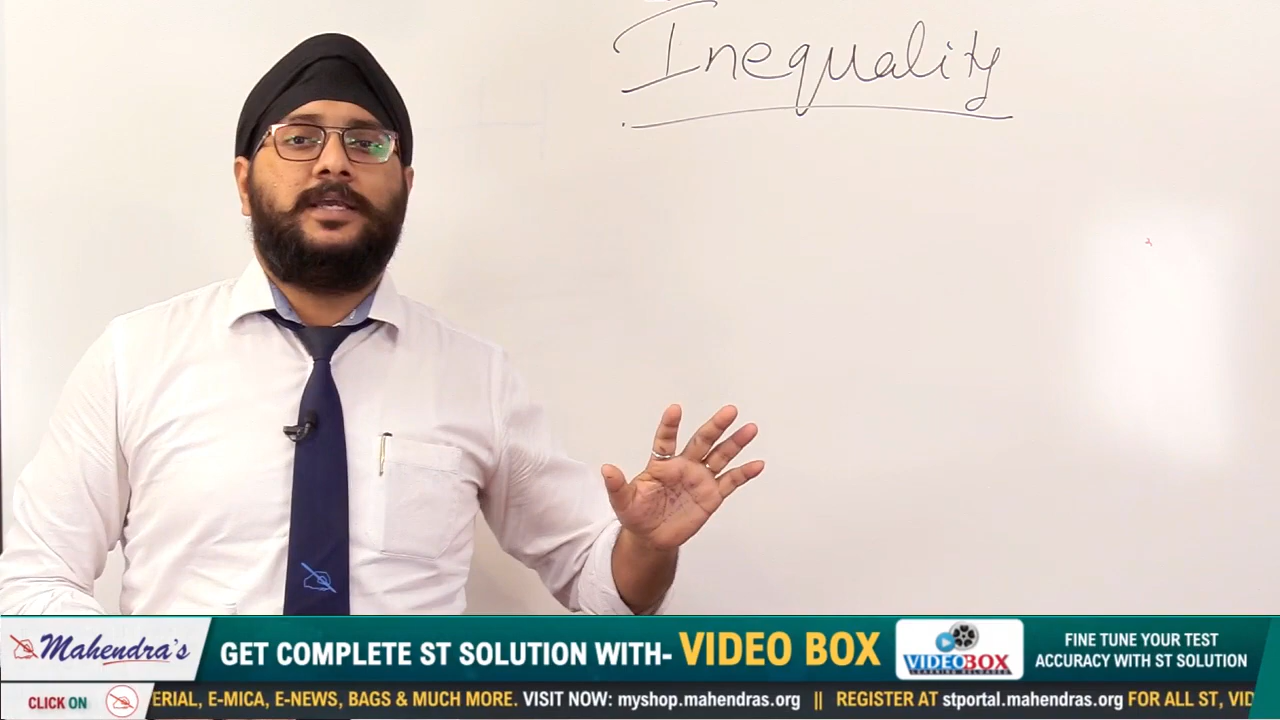 Inequality
Mahendra's
GET COMPLETE ST SOLUTION WITH- VIDEO BOX
VIDEOBOX
LEARNING RELOADED
FINE TUNE YOUR TEST
ACCURACY WITH ST SOLUTION
CLICK ON
ERIAL, E-MICA, E-NEWS, BAGS & MUCH MORE. VISIT NOW: myshop.mahendras.org || REGISTER AT stportal.mahendras.org FOR ALL ST, VID